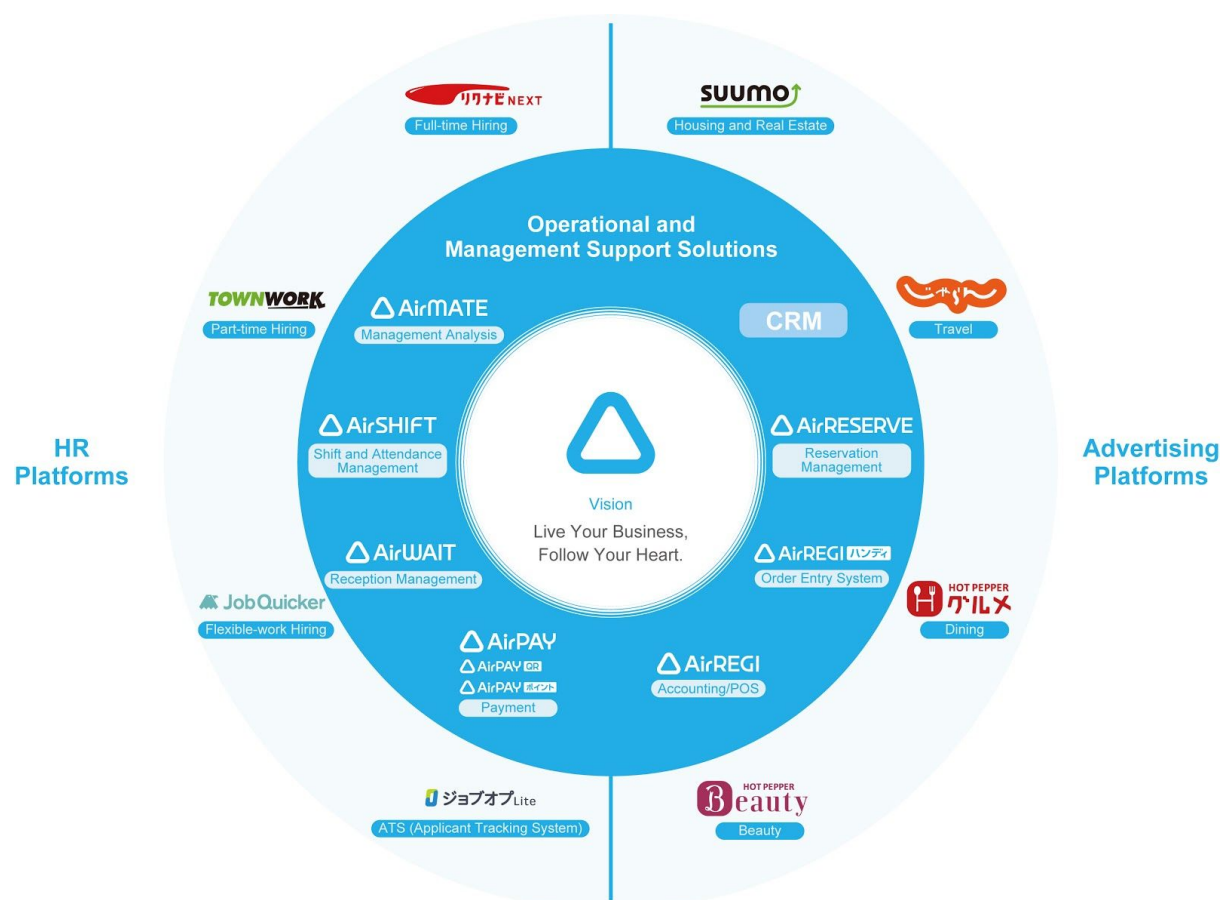 リクナビNEXT
Full-time Hiring
SUUMO
Housing and Real Estate
Operational and
Management Support Solutions
TOWNWORK
Part-time Hiring
AirMATE
Management Analysis
CRM
じゃらん
Travel
HR
Platforms
AirSHIFT
Shift and Attendance
Management
AirRESERVE
Reservation
Management
Advertising
Platforms
Vision
Live Your Business,
Follow Your Heart.
AirWAIT
Reception Management
AirREGI ハンディ
Order Entry System
JobQuicker
Flexible-work Hiring
HOT PEPPER
グルメ
Dining
AirPAY
AirPAY QR
AirPAY ポイント
Payment
AirREGI
Accounting/POS
ジョブオプLite
ATS (Applicant Tracking System)
HOT PEPPER
Beauty
Beauty